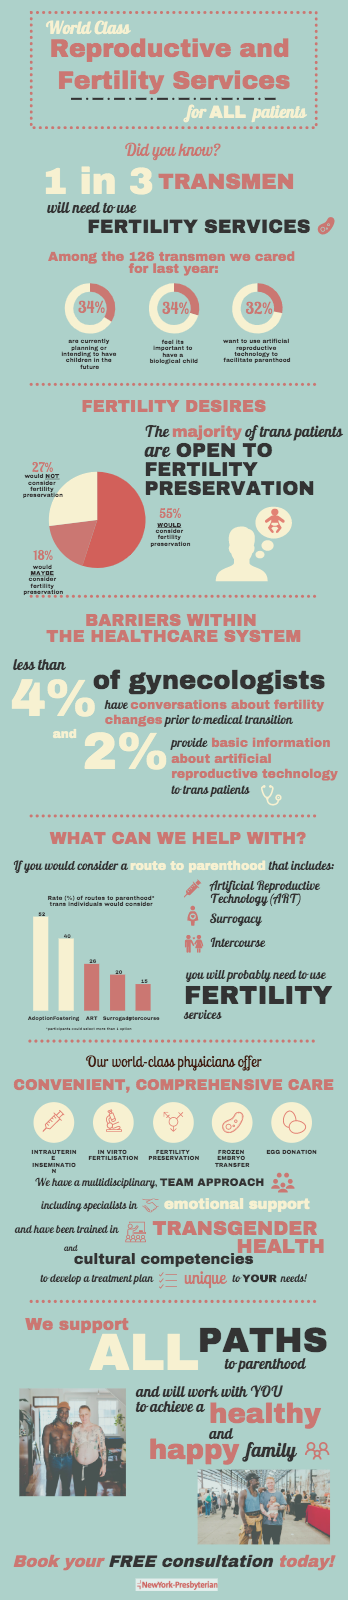 World Class
Reproductive and
Fertility Services
for ALL patients
Did you know?
1 in 3 TRANSMEN
will need to use
FERTILITY SERVICES
Among the 126 transmen we cared
for last year:
34%
are currently
planning or
intending to have
children in the
future
34%
feel its
important to
have a
biological child
32%
want to use artificial
reproductive
technology to
facilitate parenthood
FERTILITY DESIRES
The majority of trans patients
are OPEN TO
FERTILITY
PRESERVATION
27%
would NOT
consider
fertility
preservation
55%
WOULD
consider
fertility
preservation
18%
would
MAYBE
consider
fertility
preservation
BARRIERS WITHIN
THE HEALTHCARE SYSTEM
less than
4% of gynecologists
have conversations about fertility
changes prior to medical transition
and 2% provide basic information
about artificial
reproductive technology
to trans patients
WHAT CAN WE HELP WITH?
If you would consider a route to parenthood that includes:
Rate (%) of routes to parenthood*
trans individuals would consider
52
40
26
20
15
Adoption Fostering ART Surrogacy Intercourse
*participants could select more than 1 option
Artificial Reproductive
Technology (ART)
Surrogacy
Intercourse
you will probably need to use
FERTILITY
services
Our world-class physicians offer
CONVENIENT, COMPREHENSIVE CARE
INTRAUTERIN
E
INSEMINATIO
N
IN VIRTO
FERTILISATION
FERTILITY
PRESERVATION
FROZEN
EMBRYO
TRANSFER
EGG DONATION
We have a multidisciplinary, TEAM APPROACH
including specialists in emotional support
and have been trained in TRANSGENDER
HEALTH
and
cultural competencies
to develop a treatment plan unique to YOUR needs!
We support
ALL PATHS
to parenthood
and will work with YOU
to achieve a healthy
and
happy family
Book your FREE consultation today!
NewYork-Presbyterian